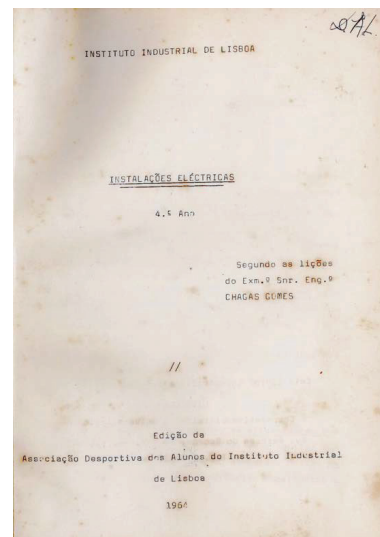 INSTITUTO INDUSTRIAL DE LISBOA
INSTALAÇÕES ELÉCTRICAS
4.º Ano
Segundo as lições
do Exm.º Snr. Eng.º
CHAGAS GOMES
//
Edição da
Associação Desportiva dos Alunos do Instituto Industrial
de Lisboa